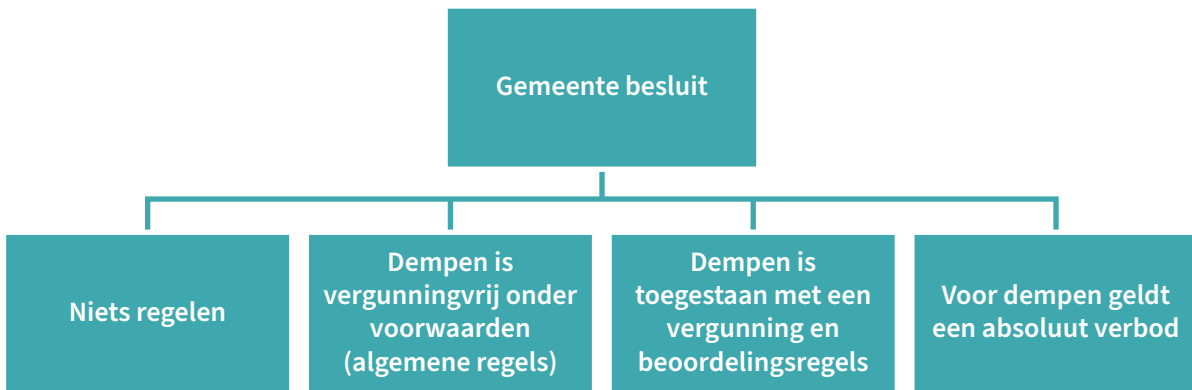 Gemeente besluit
Niets regelen
Dempen is
vergunningvrij onder
voorwaarden
(algemene regels)
Dempen is
toegestaan met een
vergunning en
beoordelingsregels
Voor dempen geldt
een absoluut verbod